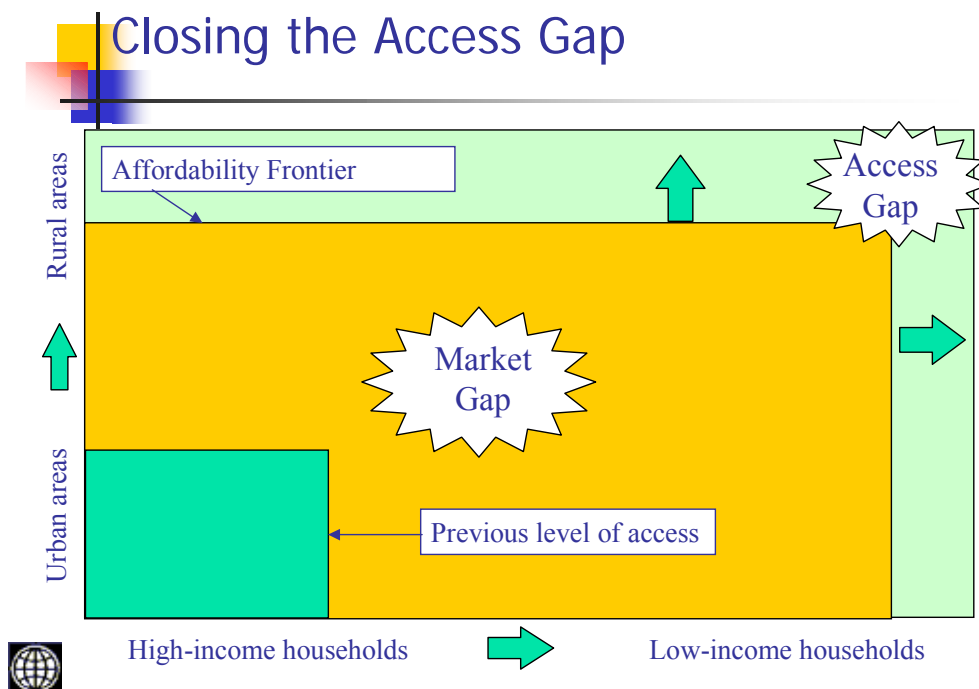 Closing the Access Gap
Rural areas
Affordability Frontier
Access
Gap
Market
Gap
Urban areas
Previous level of access
High-income households
Low-income households